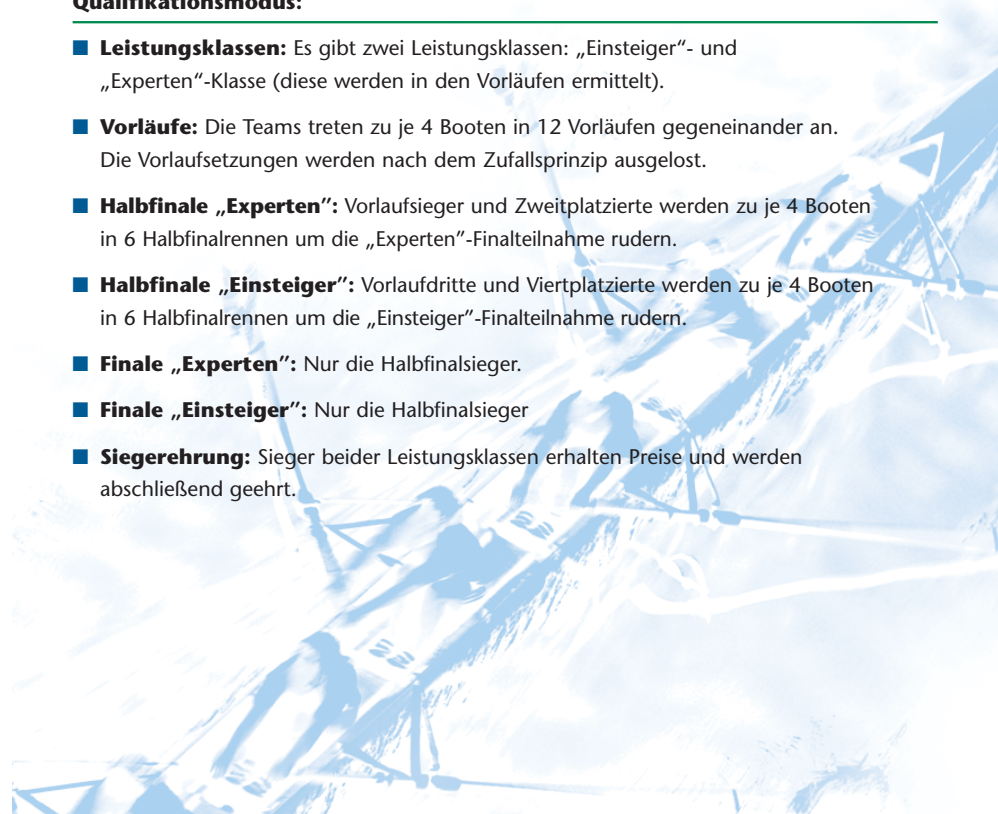 Qualifikationsmodus:
■ Leistungsklassen: Es gibt zwei Leistungsklassen: „Einsteiger“- und
„Experten“-Klasse (diese werden in den Vorläufen ermittelt).
■ Vorläufe: Die Teams treten zu je 4 Booten in 12 Vorläufen gegeneinander an.
Die Vorlaufsetzungen werden nach dem Zufallsprinzip ausgelost.
■ Halbfinale „Experten“: Vorlaufsieger und Zweitplatzierte werden zu je 4 Booten
in 6 Halbfinalrennen um die „Experten“-Finalteilnahme rudern.
■ Halbfinale „Einsteiger“: Vorlaufdritte und Viertplatzierte werden zu je 4 Booten
in 6 Halbfinalrennen um die „Einsteiger“-Finalteilnahme rudern.
■ Finale „Experten“: Nur die Halbfinalsieger.
■ Finale „Einsteiger“: Nur die Halbfinalsieger
■ Siegerehrung: Sieger beider Leistungsklassen erhalten Preise und werden
abschließend geehrt.